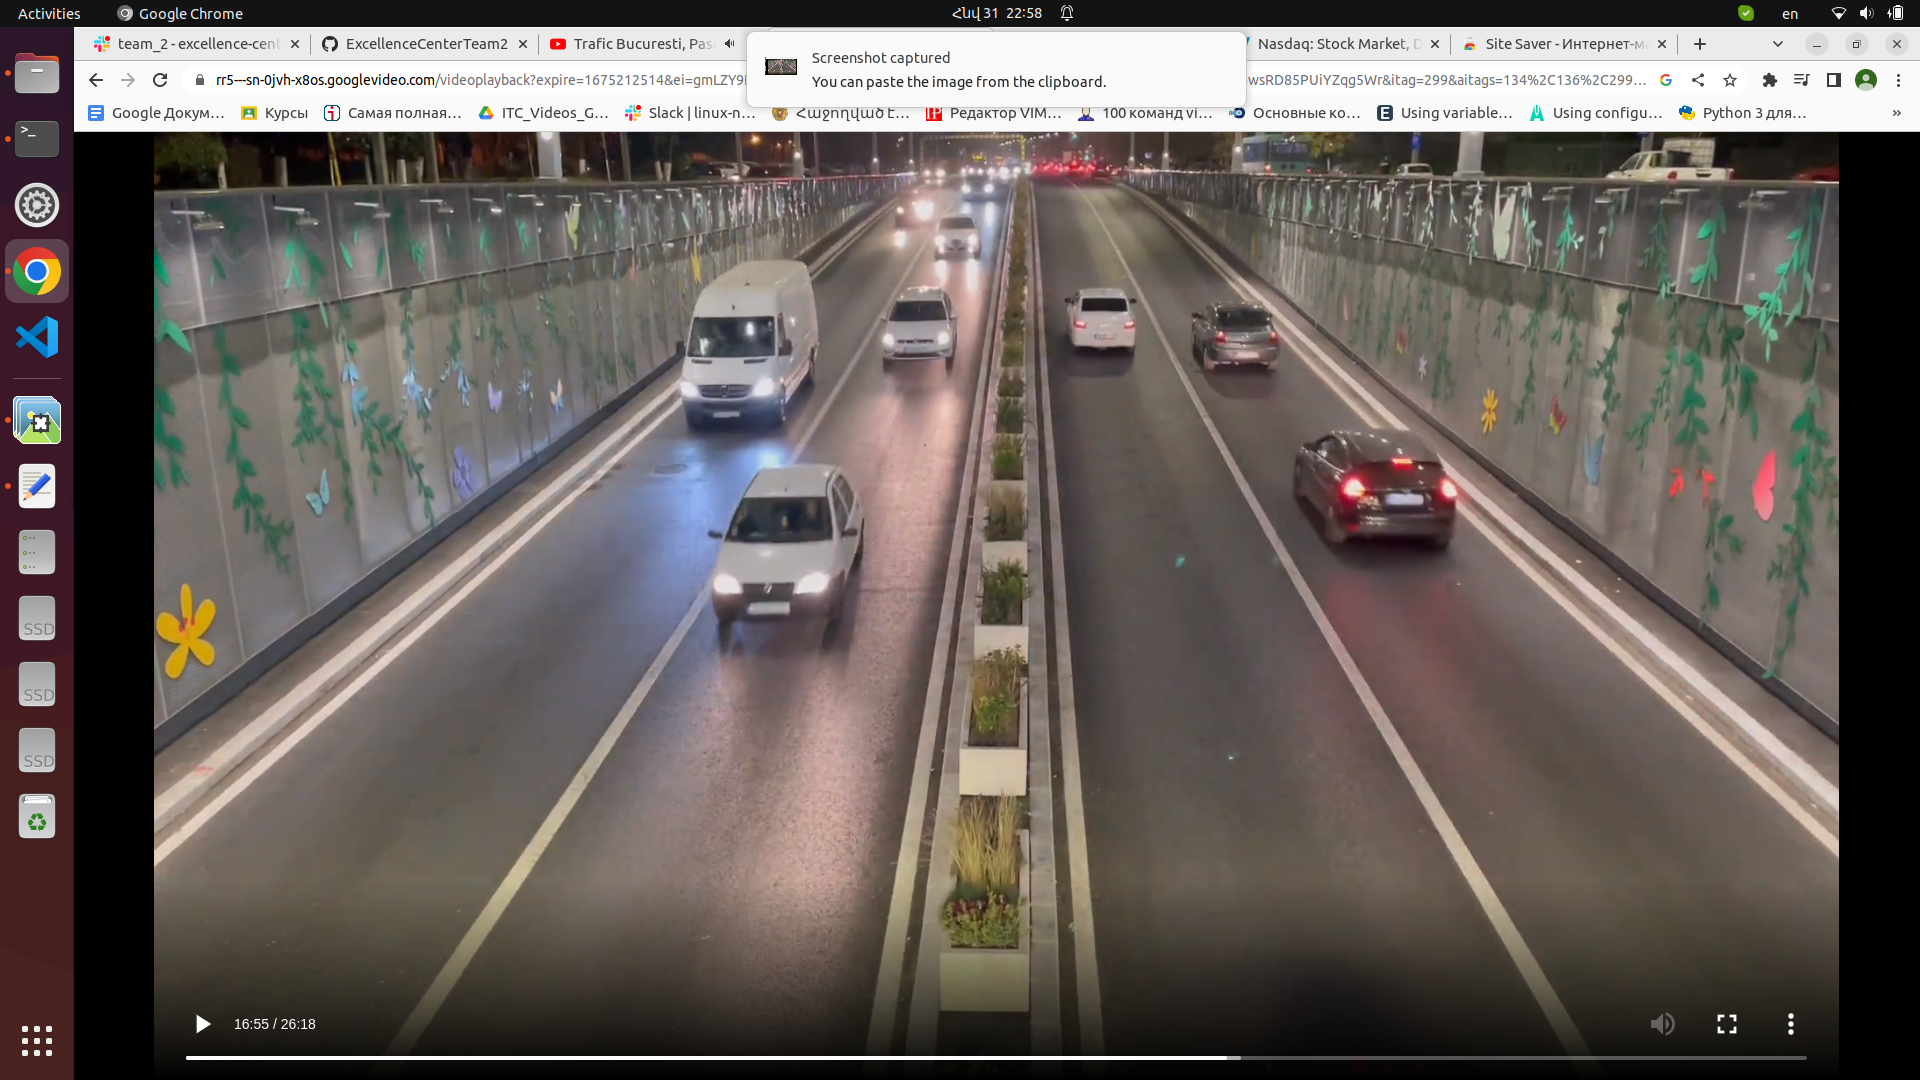 Activities
Google Chrome
Հնվ 31 22:58
en
team_2 - excellence-cent
ExcellenceCenterTeam2
Trafic Bucuresti, Pas
Nasdaq: Stock Market, D
Site Saver - Интернет-м
Screenshot captured
You can paste the image from the clipboard.
rr5---sn-0jvh-x8os.googlevideo.com/videoplayback?expire=1675212514&ei=gmLZY9
wsRD85PUiYZqg5Wr&itag=299&aitags=134%2C136%2C299...
Google Докум...
Курсы
Самая полная...
ITC_Videos_G...
Slack | linux-n...
Հաջողված է...
Редактор VIM...
100 команд vi...
Основные ко...
Using variable...
Using configu...
Python 3 для...
»
>_
SSD
SSD
SSD
16:55 / 26:18